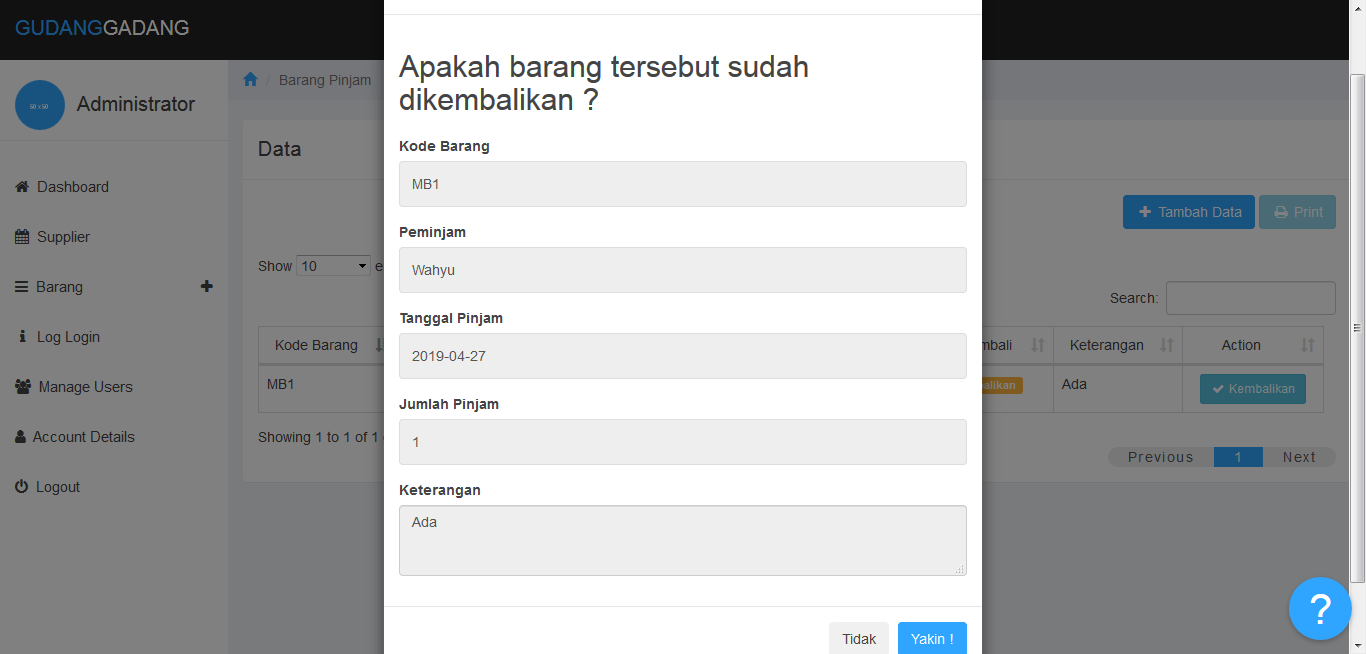 GUDANGGADANG
50 x 50
Administrator
Dashboard
Supplier
Barang
Log Login
Manage Users
Account Details
Logout
/ Barang Pinjam
Data
Tambah Data
Print
Show 10 e
Search:
Kode Barang
mbali
Keterangan
Action
MB1
alikan
Ada
Kembalikan
Showing 1 to 1 of 1
Previous 1 Next
Apakah barang tersebut sudah
dikembalikan ?
Kode Barang
MB1
Peminjam
Wahyu
Tanggal Pinjam
2019-04-27
Jumlah Pinjam
1
Keterangan
Ada
Tidak
Yakin !
?